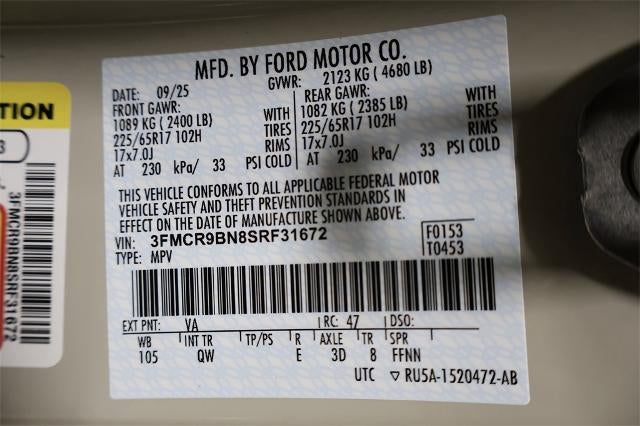 MFD. BY FORD MOTOR CO.
DATE: 09/25 GVWR: 2123 KG ( 4680 LB)
FRONT GAWR: REAR GAWR:
1089 KG ( 2400 LB) WITH 1082 KG ( 2385 LB) WITH
225/65R17 102H TIRES 225/65R17 102H TIRES
17x7.0J RIMS 17x7.0J RIMS
AT 230 kPa/ 33 PSI COLD AT 230 kPa/ 33 PSI COLD
THIS VEHICLE CONFORMS TO ALL APPLICABLE FEDERAL MOTOR
VEHICLE SAFETY AND THEFT PREVENTION STANDARDS IN
EFFECT ON THE DATE OF MANUFACTURE SHOWN ABOVE.
VIN: 3FMCR9BN8SRF31672 F0153
TYPE: MPV T0453
EXT PNT: VA RC: 47 DSO:
WB INT TR TP/PS R AXLE TR SPR
105 QW E 3D 8 FFNN
UTC ▽ RU5A-1520472-AB
TION
3
3FMCR9BN8SRF31672